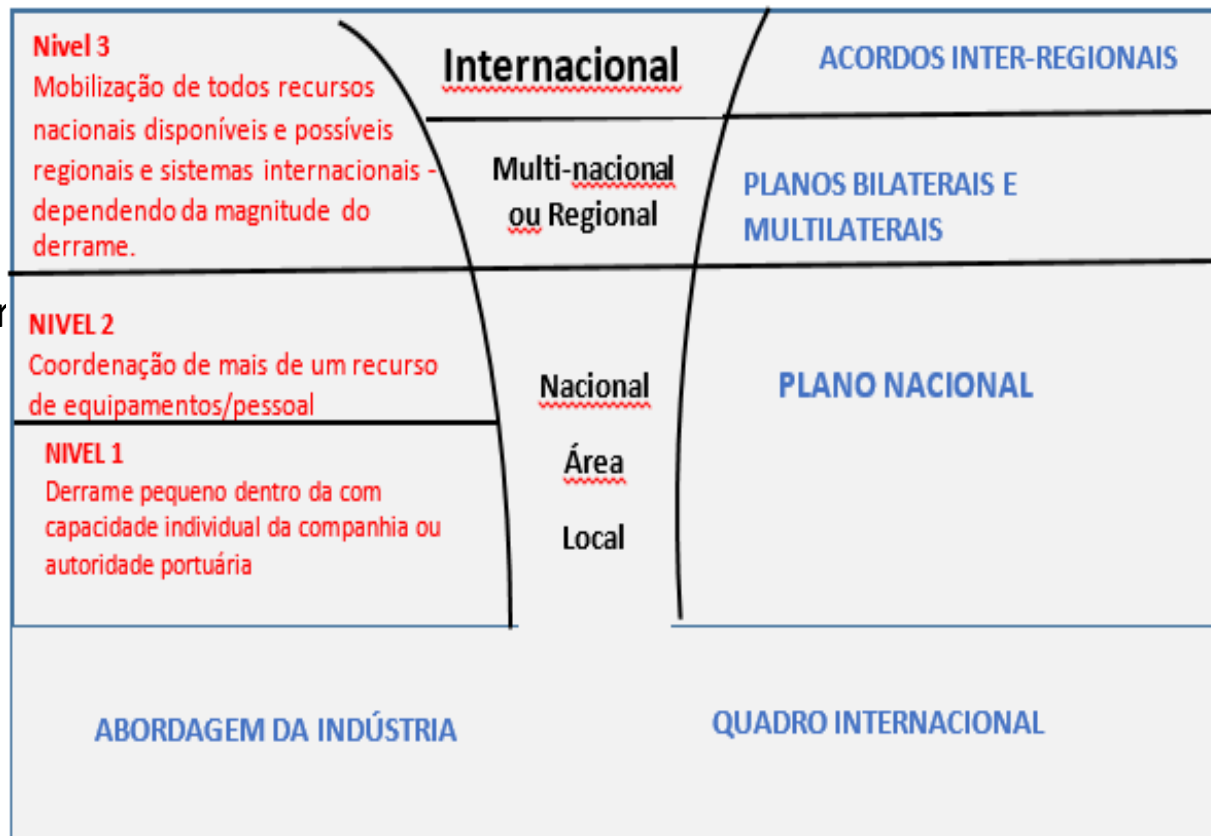 Nivel 3
Mobilização de todos recursos
nacionais disponíveis e possíveis
regionais e sistemas internacionais -
dependendo da magnitude do
derrame.
Internacional
ACORDOS INTER-REGIONAIS
Multi-nacional
ou Regional
PLANOS BILATERAIS E
MULTILATERAIS
NIVEL 2
Coordenação de mais de um recurso
de equipamentos/pessoal
Nacional
PLANO NACIONAL
NIVEL 1
Derrame pequeno dentro da com
capacidade individual da companhia ou
autoridade portuária
Área
Local
ABORDAGEM DA INDÚSTRIA
QUADRO INTERNACIONAL